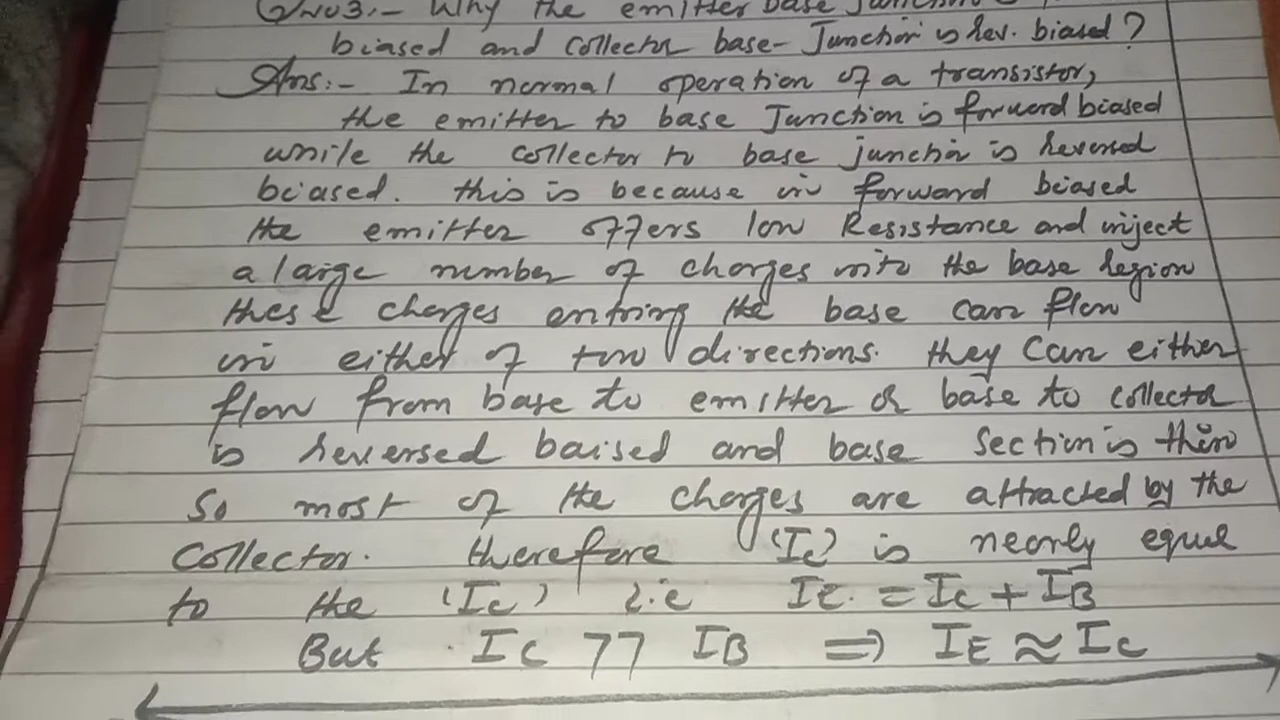 Qno3:- Why the emitter base Junction
biased and collector base- Junction is rev. biased ?
Ans:- In normal operation of a transistor,
the emitter to base Junction is forward biased
while the collector to base junction is reversed
biased. this is because in forward biased
the emitter offers low Resistance and inject
a large number of charges into the base region
these charges entring the base can flow
in either of two directions. they can either
flow from base to emitter or base to collector
is reversed baised and base section is thin
So most of the charges are attracted by the
Collector. therefore (Ic) is nearly equal
to the (Ic) i.e IE. = Ic + IB
But IC >> IB ⇒ IE ≈ Ic